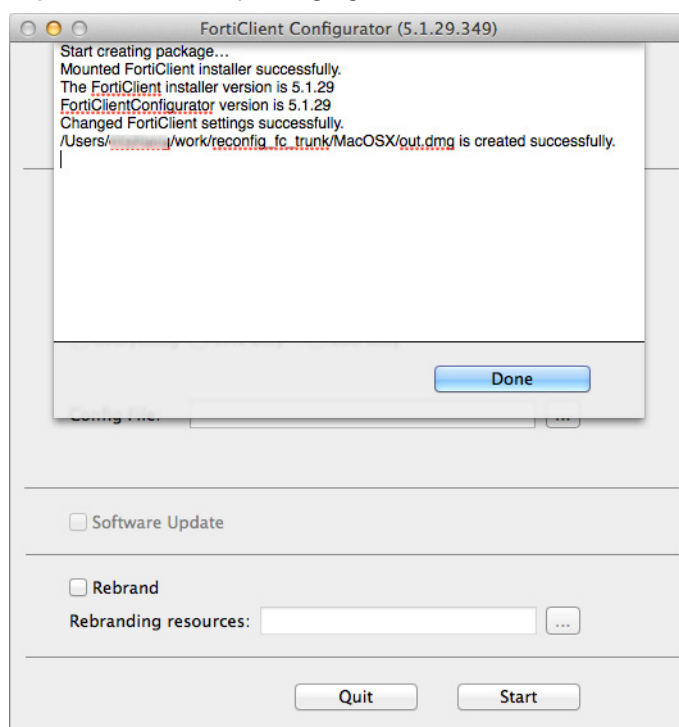 FortiClient Configurator (5.1.29.349)
Start creating package...
Mounted FortiClient installer successfully.
The FortiClient installer version is 5.1.29
FortiClientConfigurator version is 5.1.29
Changed FortiClient settings successfully.
/Users/ /work/reconfig_fc_trunk/MacOSX/out.dmg is created successfully.
Done
Config File: ...
Software Update
Rebrand
Rebranding resources: ...
Quit Start